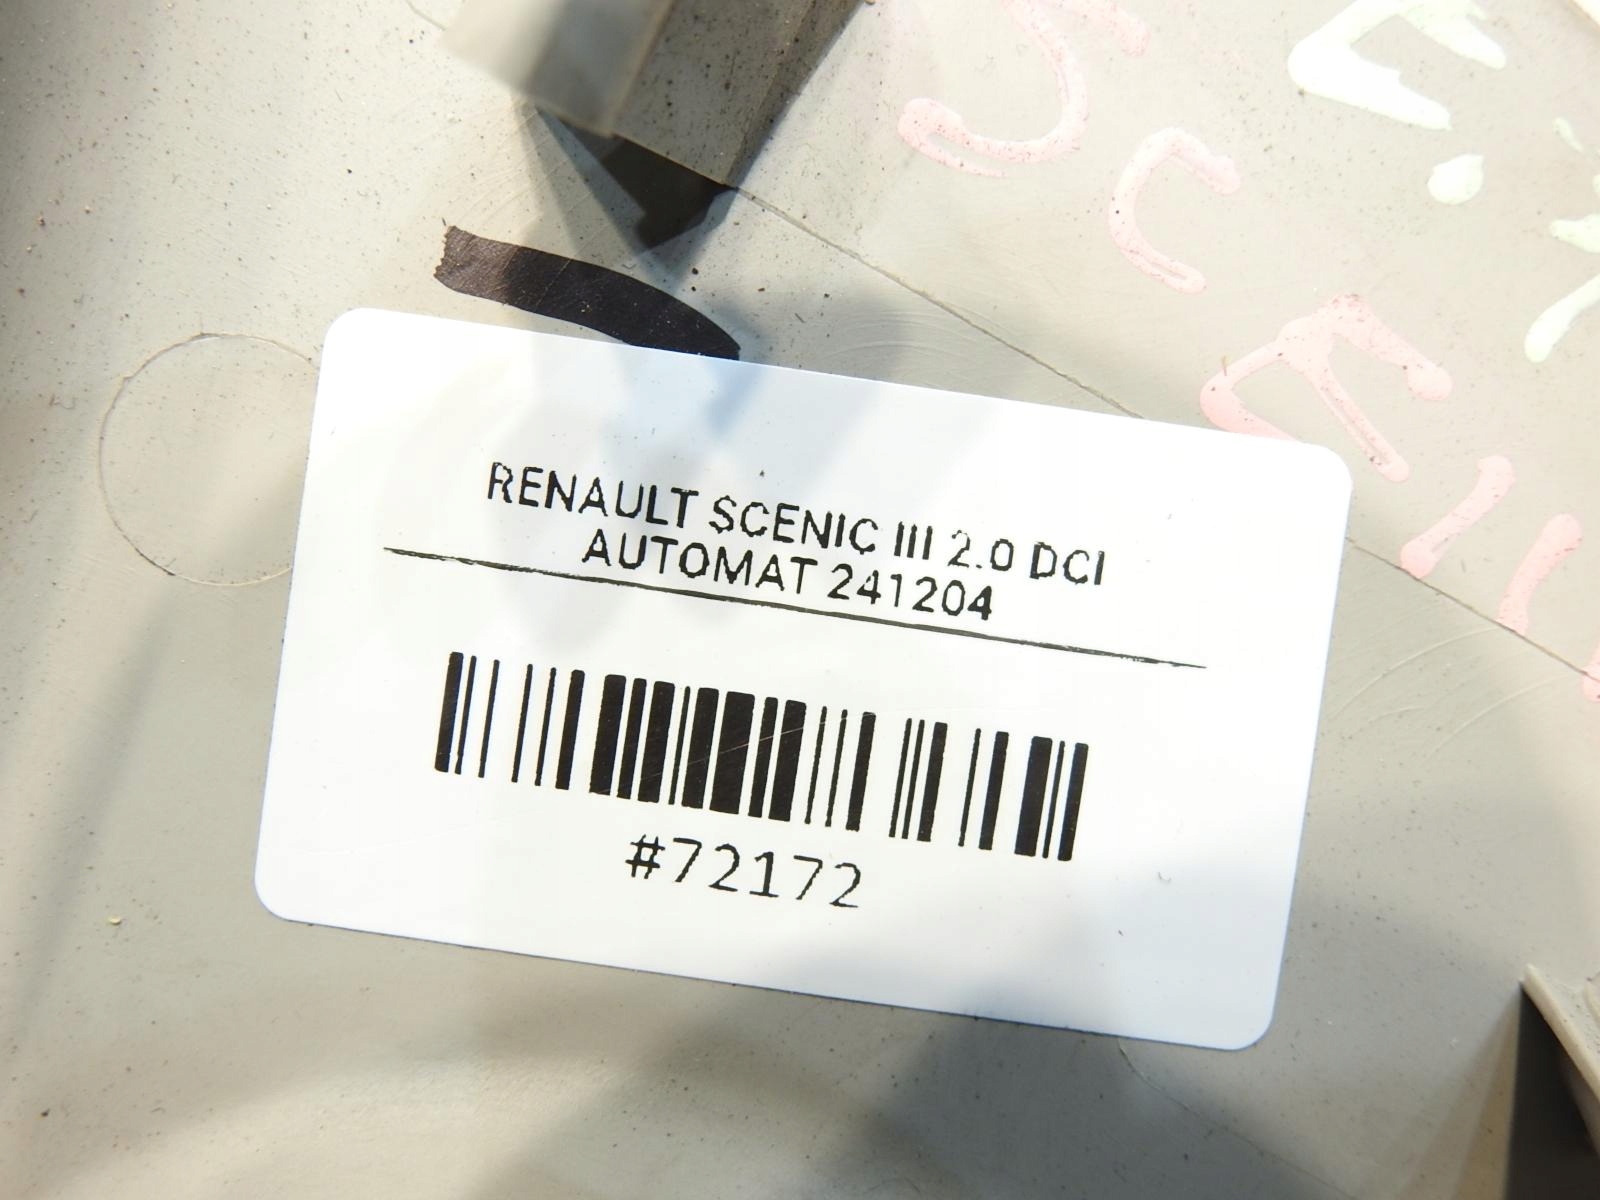 RENAULT SCENIC III 2.0 DCI
AUTOMAT 241204
#72172